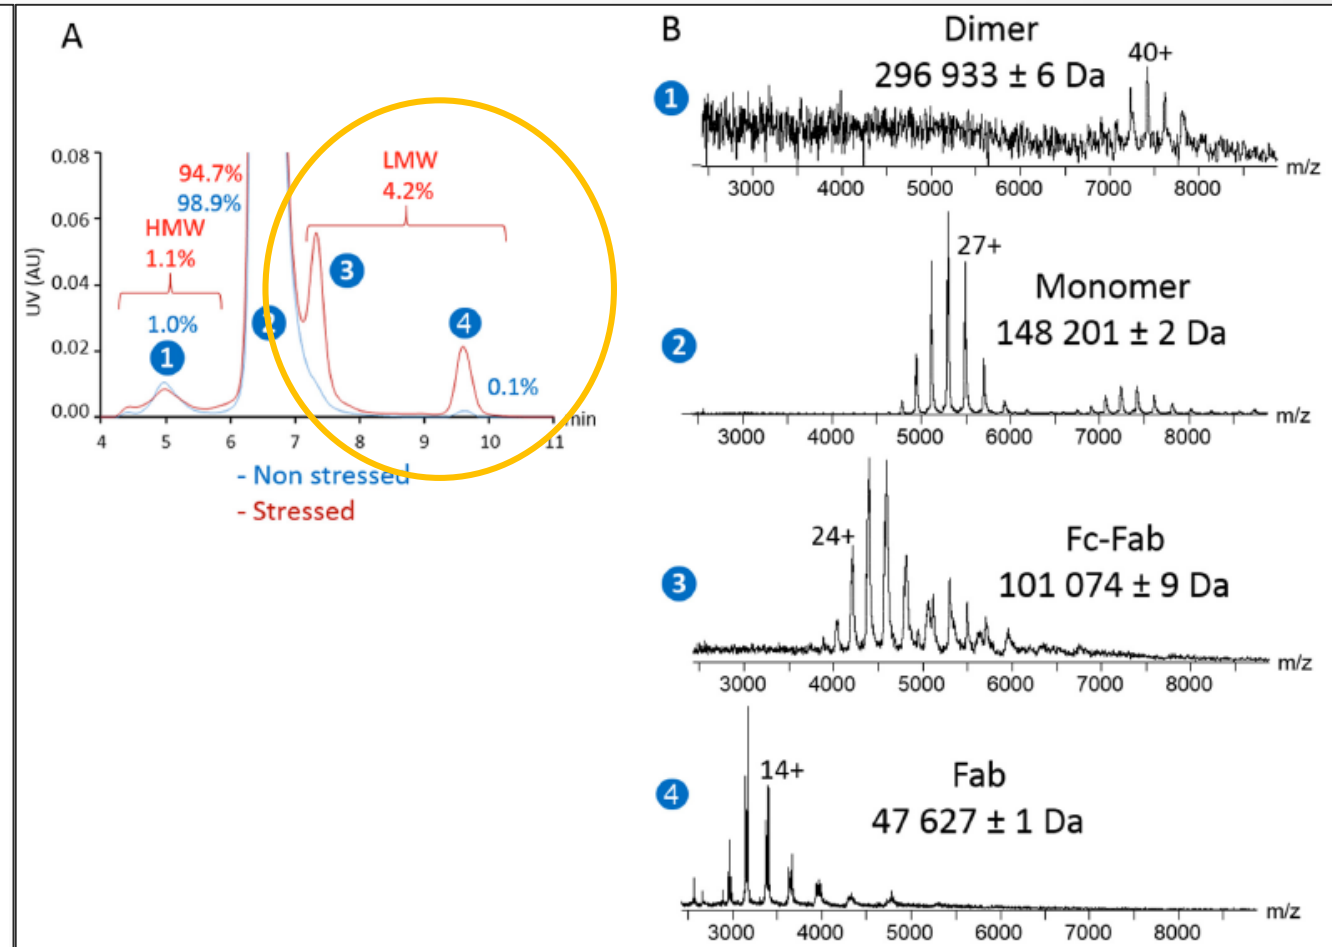 A
LMW
4.2%
94.7%
98.9%
HMW
1.1%
1.0%
0.1%
1
2
3
4
UV (AU)
0.08
0.06
0.04
0.02
0.00
4 5 6 7 8 9 10 11 min
- Non stressed
- Stressed
B
1
Dimer
296 933 ± 6 Da
40+
3000 4000 5000 6000 7000 8000 m/z
2
27+
Monomer
148 201 ± 2 Da
3000 4000 5000 6000 7000 8000 m/z
3
24+
Fc-Fab
101 074 ± 9 Da
3000 4000 5000 6000 7000 8000 m/z
4
14+
Fab
47 627 ± 1 Da
3000 4000 5000 6000 7000 8000 m/z